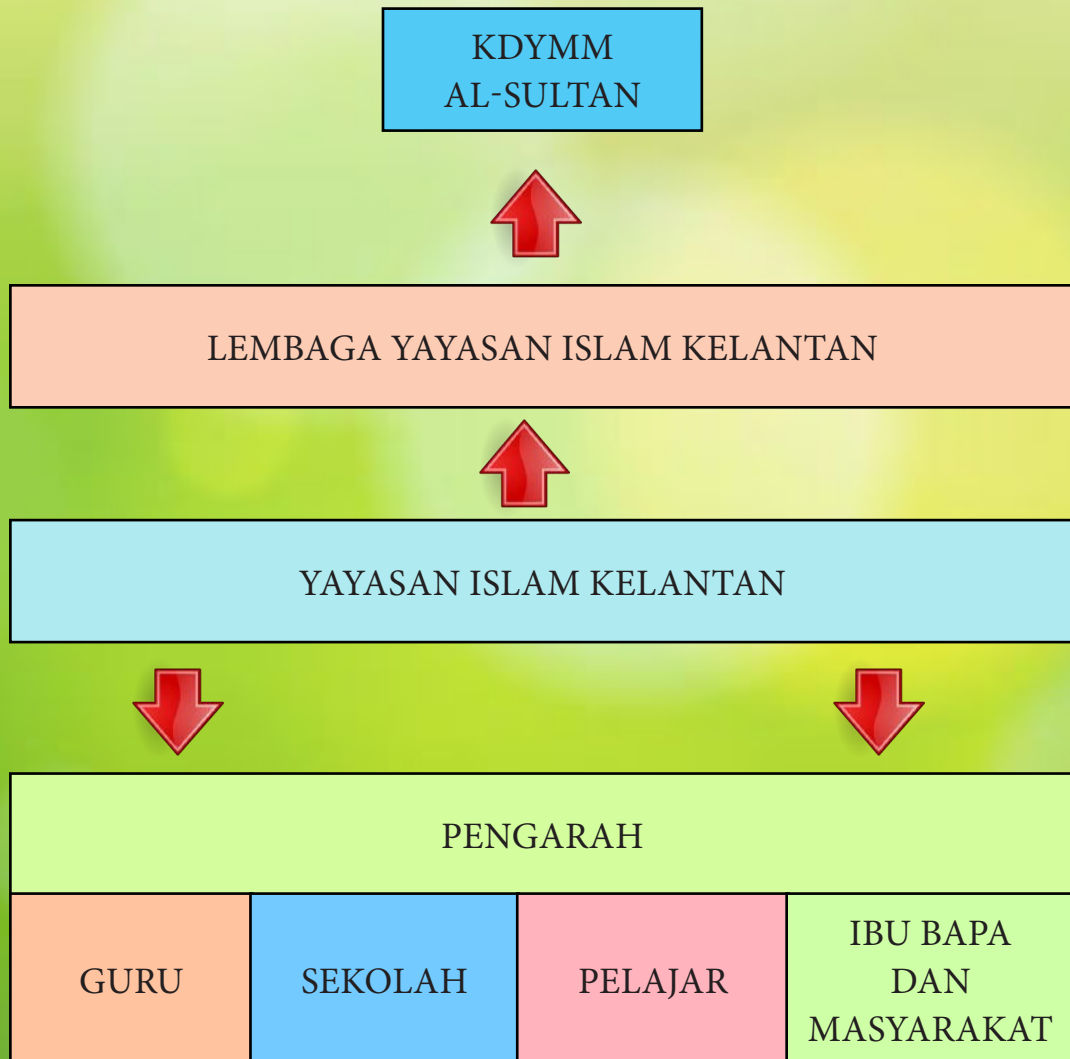 KDYMM
AL-SULTAN
LEMBAGA YAYASAN ISLAM KELANTAN
YAYASAN ISLAM KELANTAN
PENGARAH
GURU
SEKOLAH
PELAJAR
IBU BAPA
DAN
MASYARAKAT